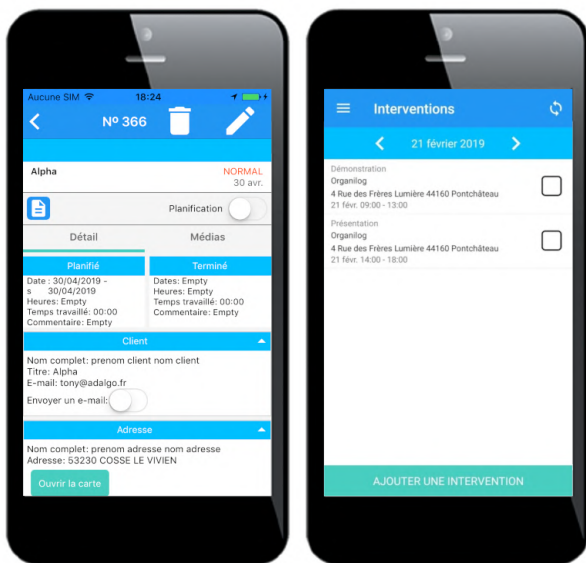 Aucune SIM 18:24
Nº 366
Alpha NORMAL
30 avr.
Planification
Détail Médias
Planifié
Date : 30/04/2019 -
s 30/04/2019
Heures: Empty
Temps travaillé: 00:00
Commentaire: Empty
Terminé
Dates: Empty
Heures: Empty
Temps travaillé: 00:00
Commentaire: Empty
Client
Nom complet: prenom client nom client
Titre: Alpha
E-mail: tony@adalgo.fr
Envoyer un e-mail:
Adresse
Nom complet: prenom adresse nom adresse
Adresse: 53230 COSSE LE VIVIEN
Ouvrir la carte
Interventions
21 février 2019
Démonstration
Organilog
4 Rue des Frères Lumière 44160 Pontchâteau
21 févr. 09:00 - 13:00
Présentation
Organilog
4 Rue des Frères Lumière 44160 Pontchâteau
21 févr. 14:00 - 18:00
AJOUTER UNE INTERVENTION